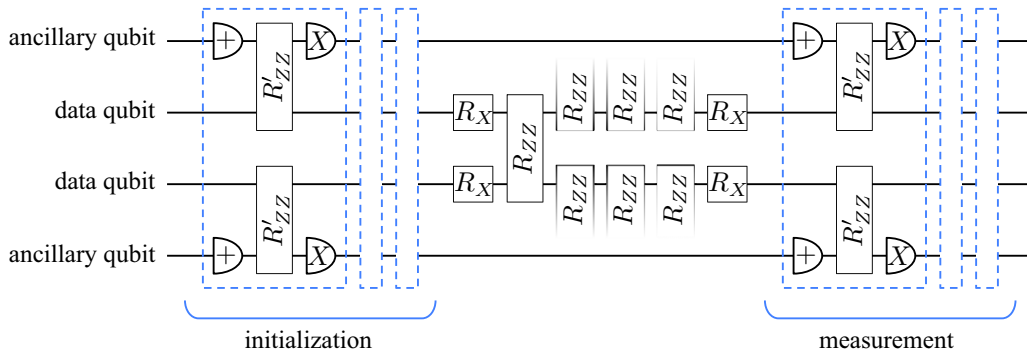 ancillary qubit + R'ZZ X + R'ZZ X
data qubit RX RZZ RZZ RZZ RZZ RX
data qubit RX RZZ RZZ RZZ RX
ancillary qubit + R'ZZ X + R'ZZ X
initialization measurement